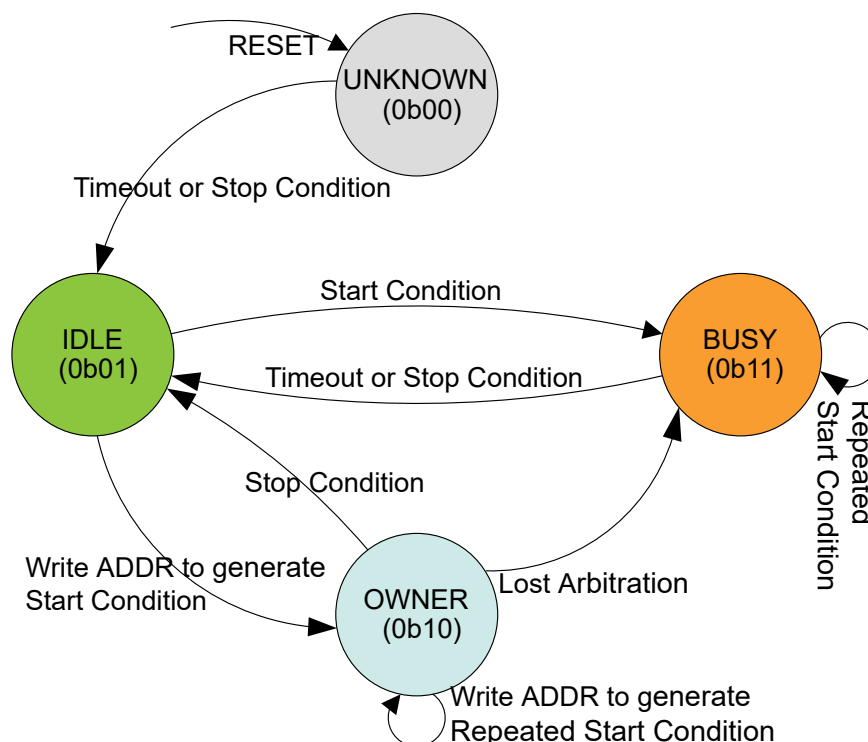 RESET
UNKNOWN
(0b00)
Timeout or Stop Condition
Start Condition
IDLE
(0b01)
BUSY
(0b11)
Timeout or Stop Condition
Repeated
Start Condition
Stop Condition
Write ADDR to generate
Start Condition
Lost Arbitration
OWNER
(0b10)
Write ADDR to generate
Repeated Start Condition